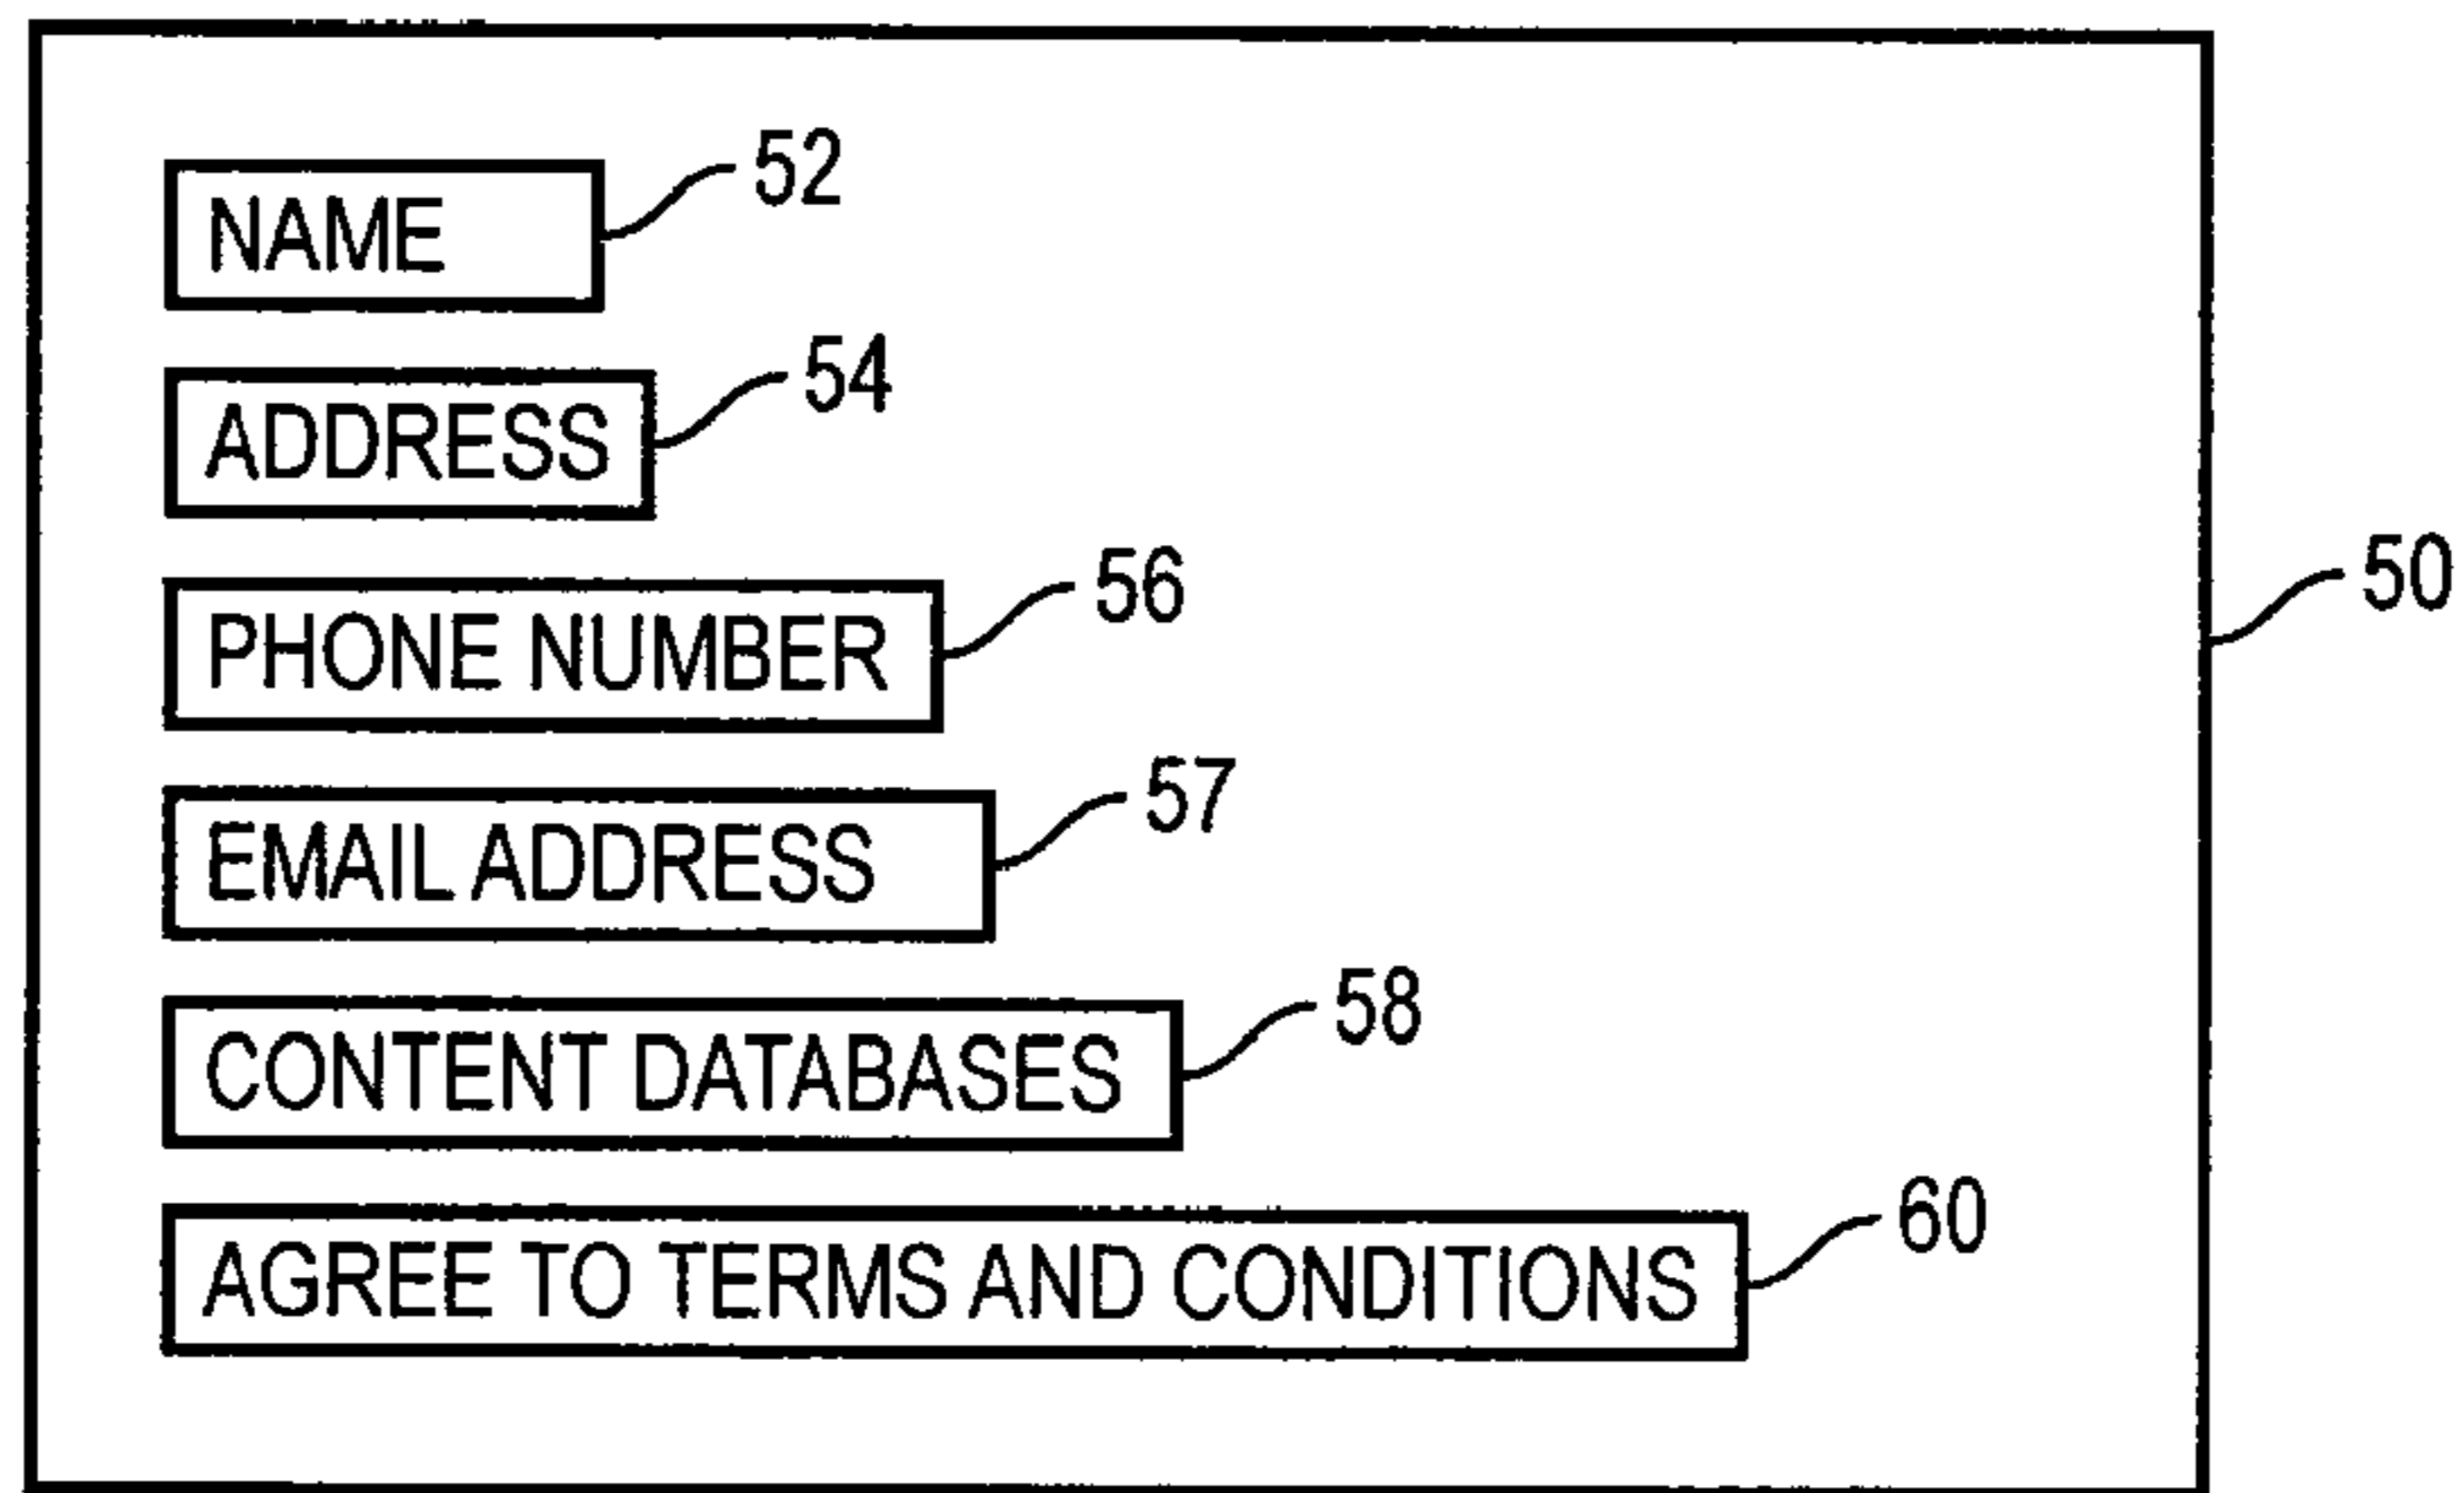 NAME 52
ADDRESS 54
PHONE NUMBER 56
50
EMAIL ADDRESS 57
CONTENT DATABASES 58
AGREE TO TERMS AND CONDITIONS 60